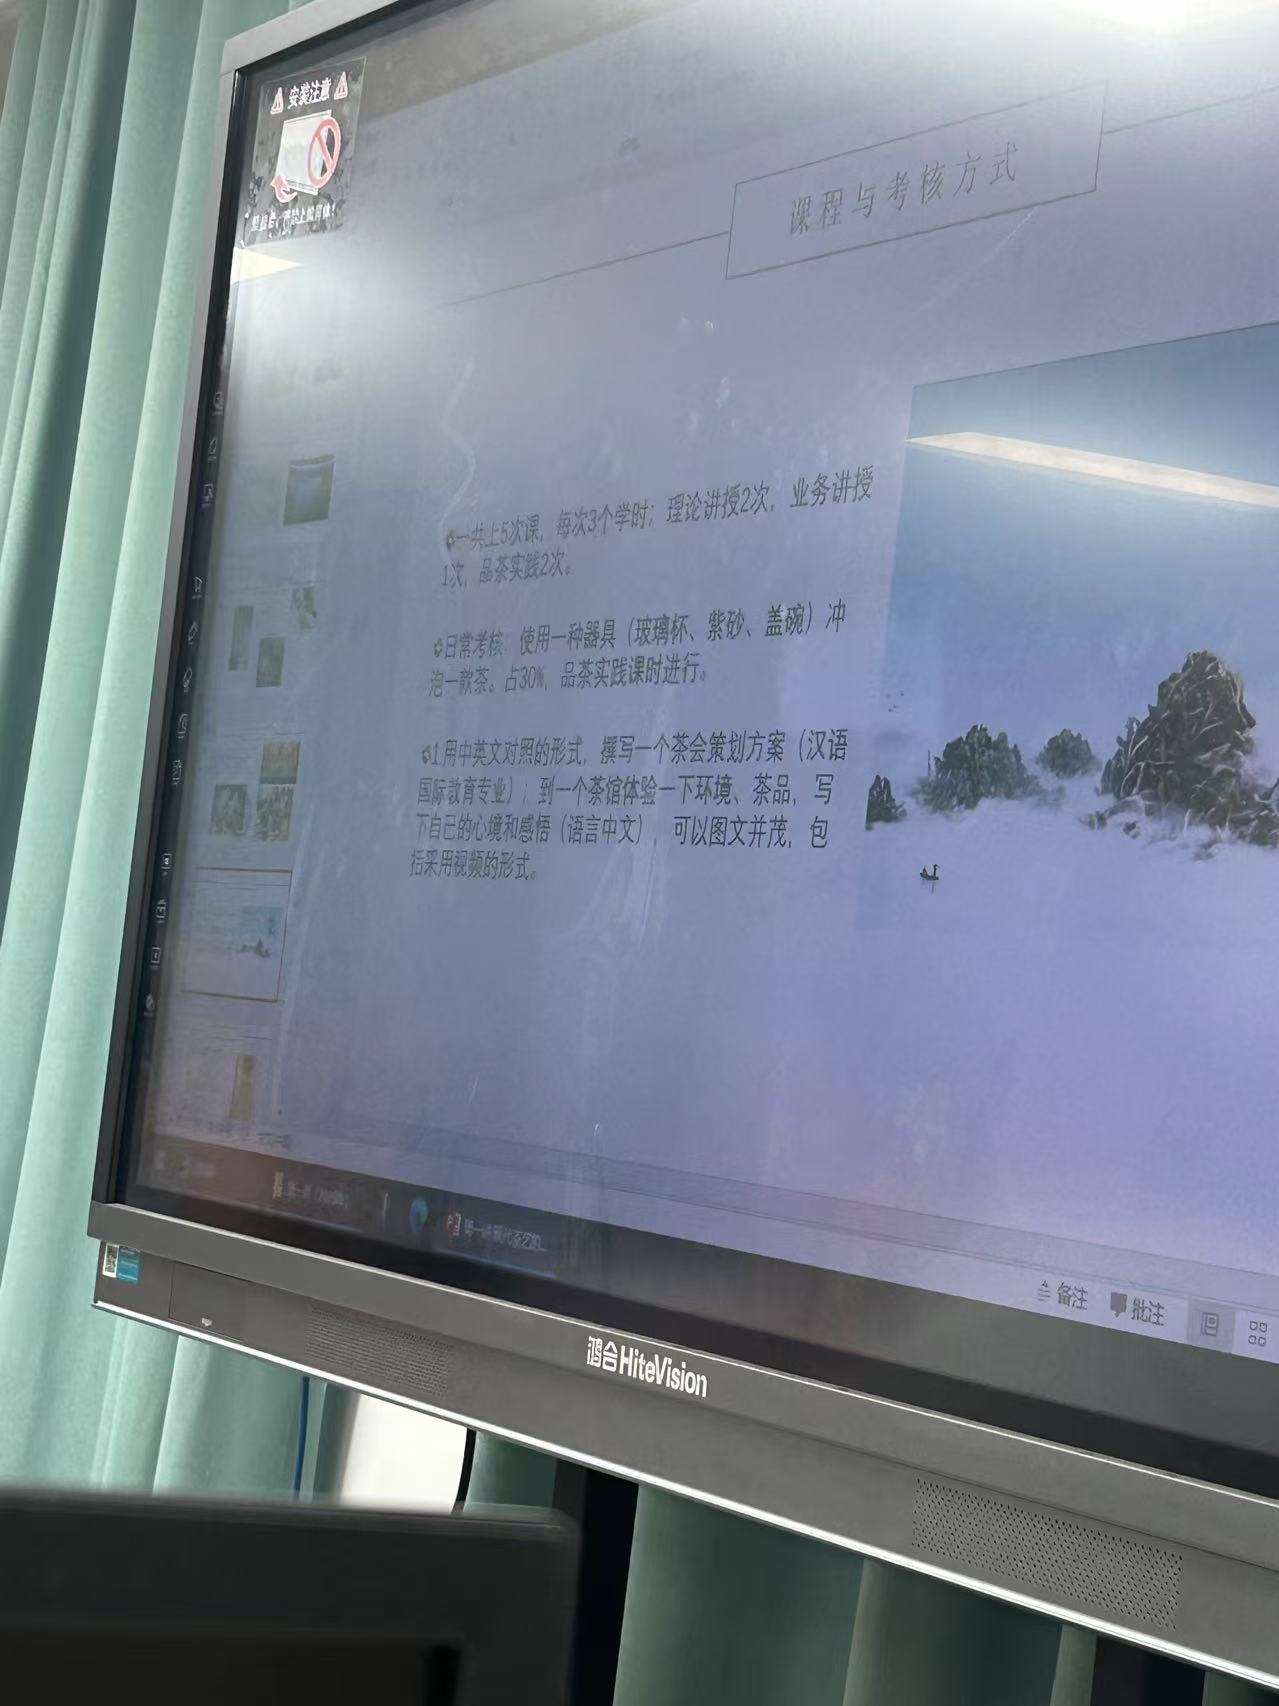 安装注意
课程与考核方式
一共上5次课，每次3个学时；理论讲授2次，业务讲授
1次，品茶实践2次。
日常考核：使用一种器具（玻璃杯、紫砂、盖碗）冲
泡一款茶。占30%，品茶实践课时进行。
1.用中英文对照的形式，撰写一个茶会策划方案（汉语
国际教育专业）；到一个茶馆体验一下环境、茶品，写
下自己的心境和感悟（语言中文），可以图文并茂，包
括采用视频的形式。
第一讲 现代茶艺的...
备注 批注
鸿合HiteVision